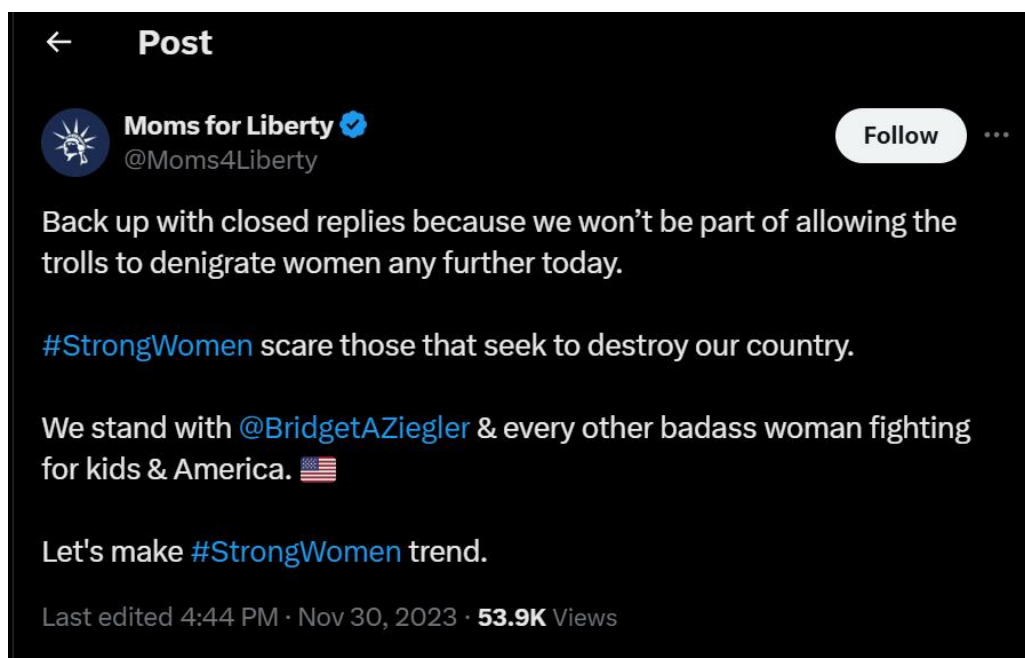 Post
Moms for Liberty
@Moms4Liberty
Follow
Back up with closed replies because we won’t be part of allowing the
trolls to denigrate women any further today.
#StrongWomen scare those that seek to destroy our country.
We stand with @BridgetAZiegler & every other badass woman fighting
for kids & America. 🇺🇸
Let's make #StrongWomen trend.
Last edited 4:44 PM · Nov 30, 2023 · 53.9K Views